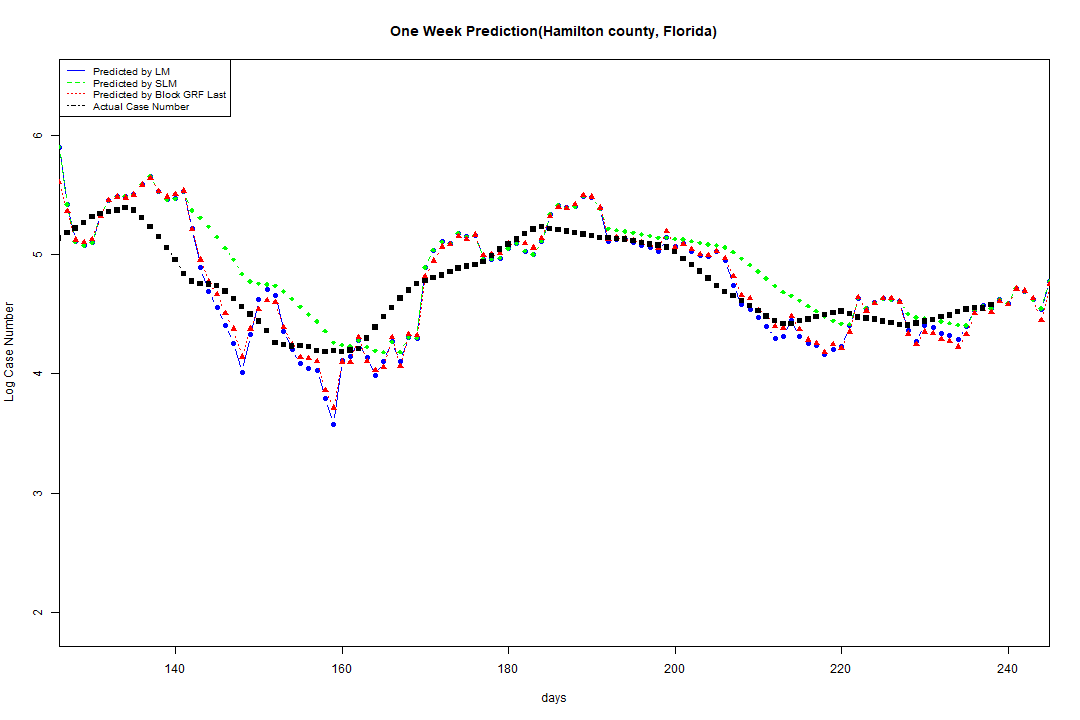 One Week Prediction(Hamilton county, Florida)
Predicted by LM
Predicted by SLM
Predicted by Block GRF Last
Actual Case Number
6
5
4
3
2
Log Case Number
140 160 180 200 220 240
days